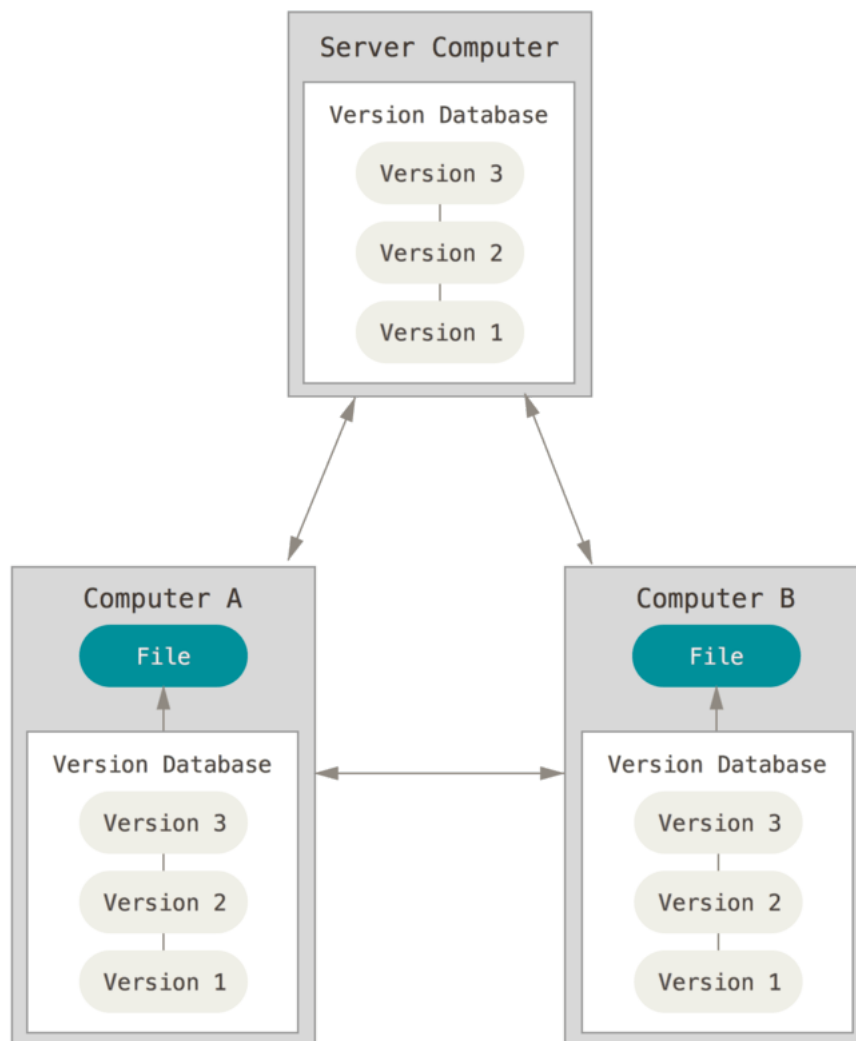 Server Computer
Version Database
Version 3
Version 2
Version 1
Computer A
File
Version Database
Version 3
Version 2
Version 1
Computer B
File
Version Database
Version 3
Version 2
Version 1